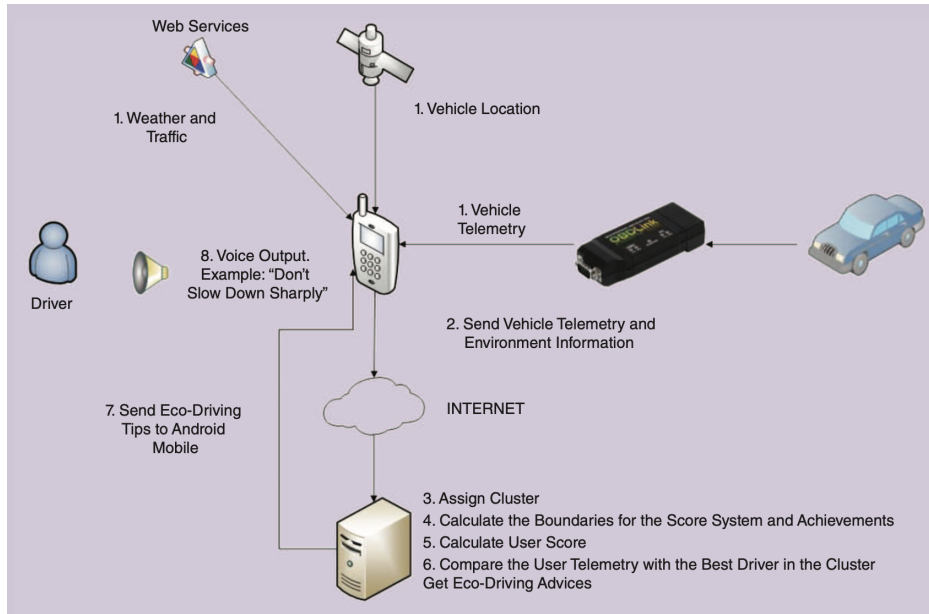 Web Services
1. Weather and
Traffic
1. Vehicle Location
1. Vehicle
Telemetry
OBDLink
8. Voice Output.
Example: “Don’t
Slow Down Sharply”
Driver
2. Send Vehicle Telemetry and
Environment Information
7. Send Eco-Driving
Tips to Android
Mobile
INTERNET
3. Assign Cluster
4. Calculate the Boundaries for the Score System and Achievements
5. Calculate User Score
6. Compare the User Telemetry with the Best Driver in the Cluster
Get Eco-Driving Advices